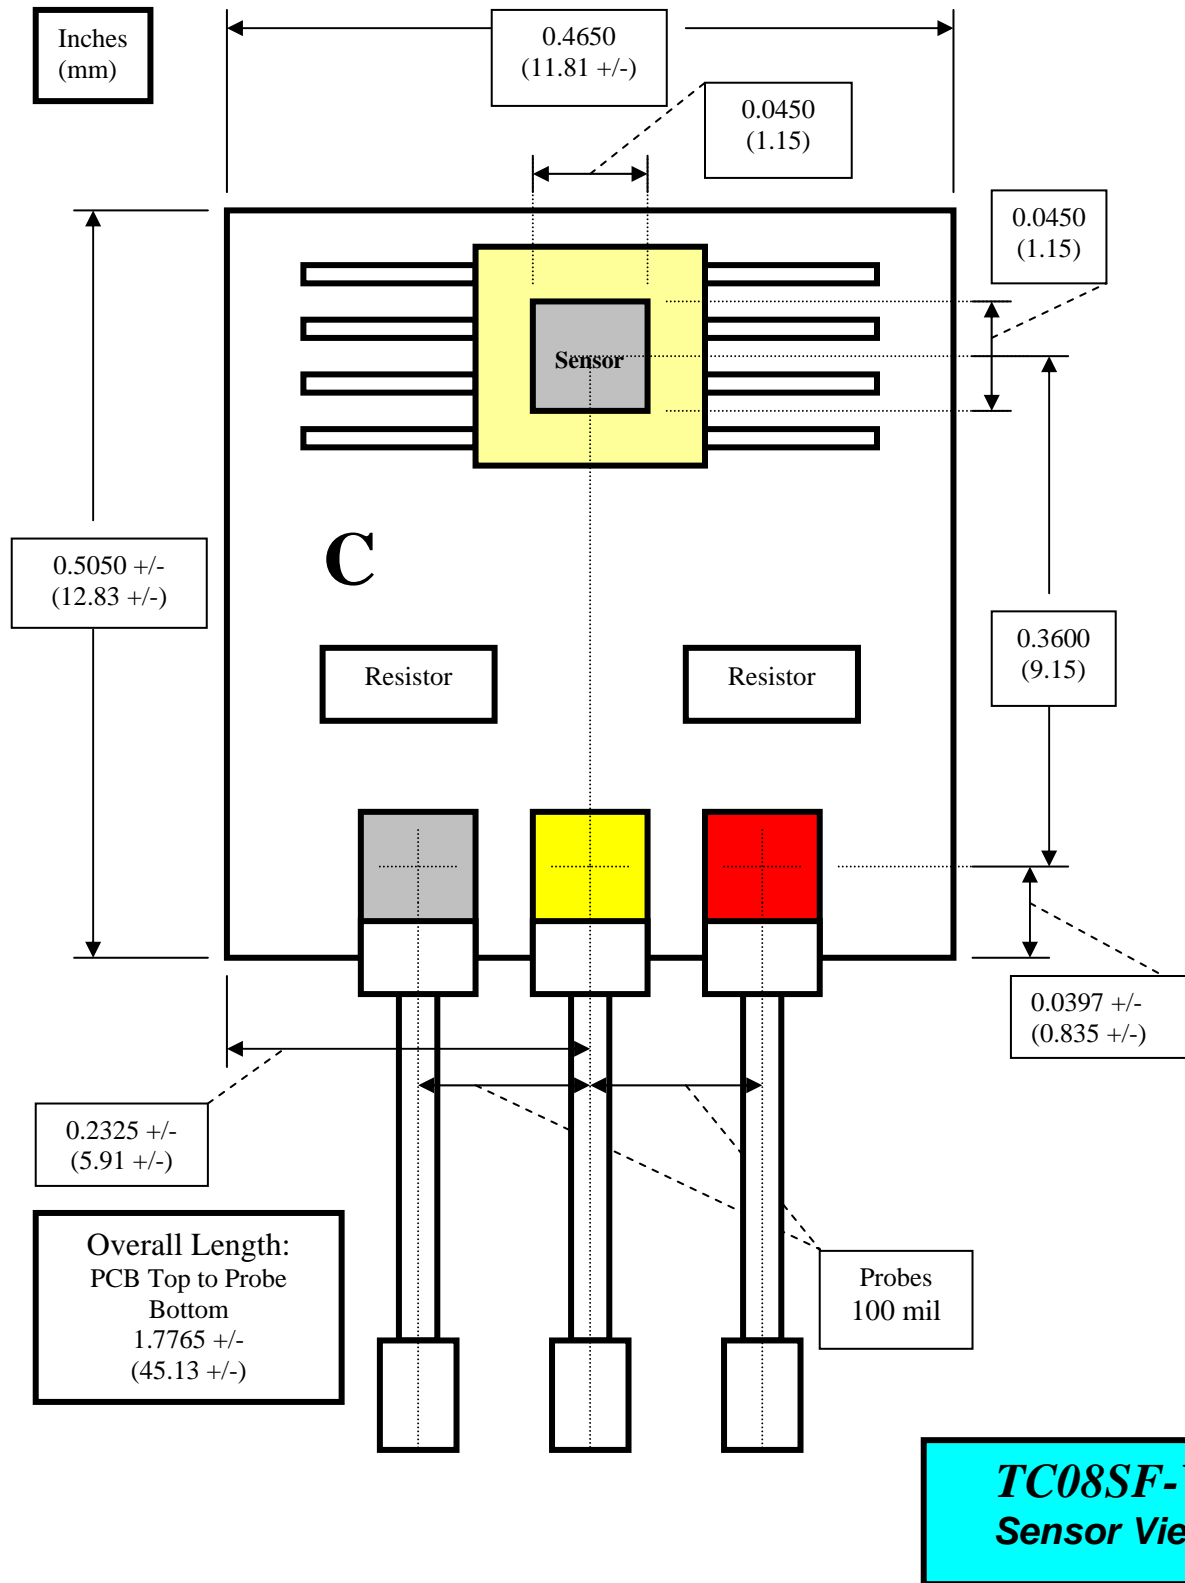 Inches
(mm)
0.4650
(11.81 +/-)
0.0450
(1.15)
0.0450
(1.15)
Sensor
C
0.5050 +/-
(12.83 +/-)
0.3600
(9.15)
Resistor
Resistor
0.0397 +/-
(0.835 +/-)
0.2325 +/-
(5.91 +/-)
Overall Length:
PCB Top to Probe
Bottom
1.7765 +/-
(45.13 +/-)
Probes
100 mil
TC08SF-
Sensor Vie